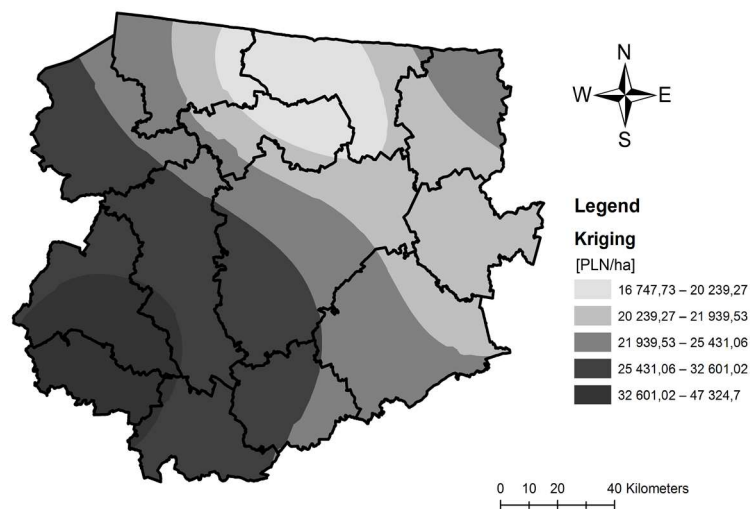 N
W E
S
Legend
Kriging
[PLN/ha]
16 747,73 – 20 239,27
20 239,27 – 21 939,53
21 939,53 – 25 431,06
25 431,06 – 32 601,02
32 601,02 – 47 324,7
0 10 20 40 Kilometers